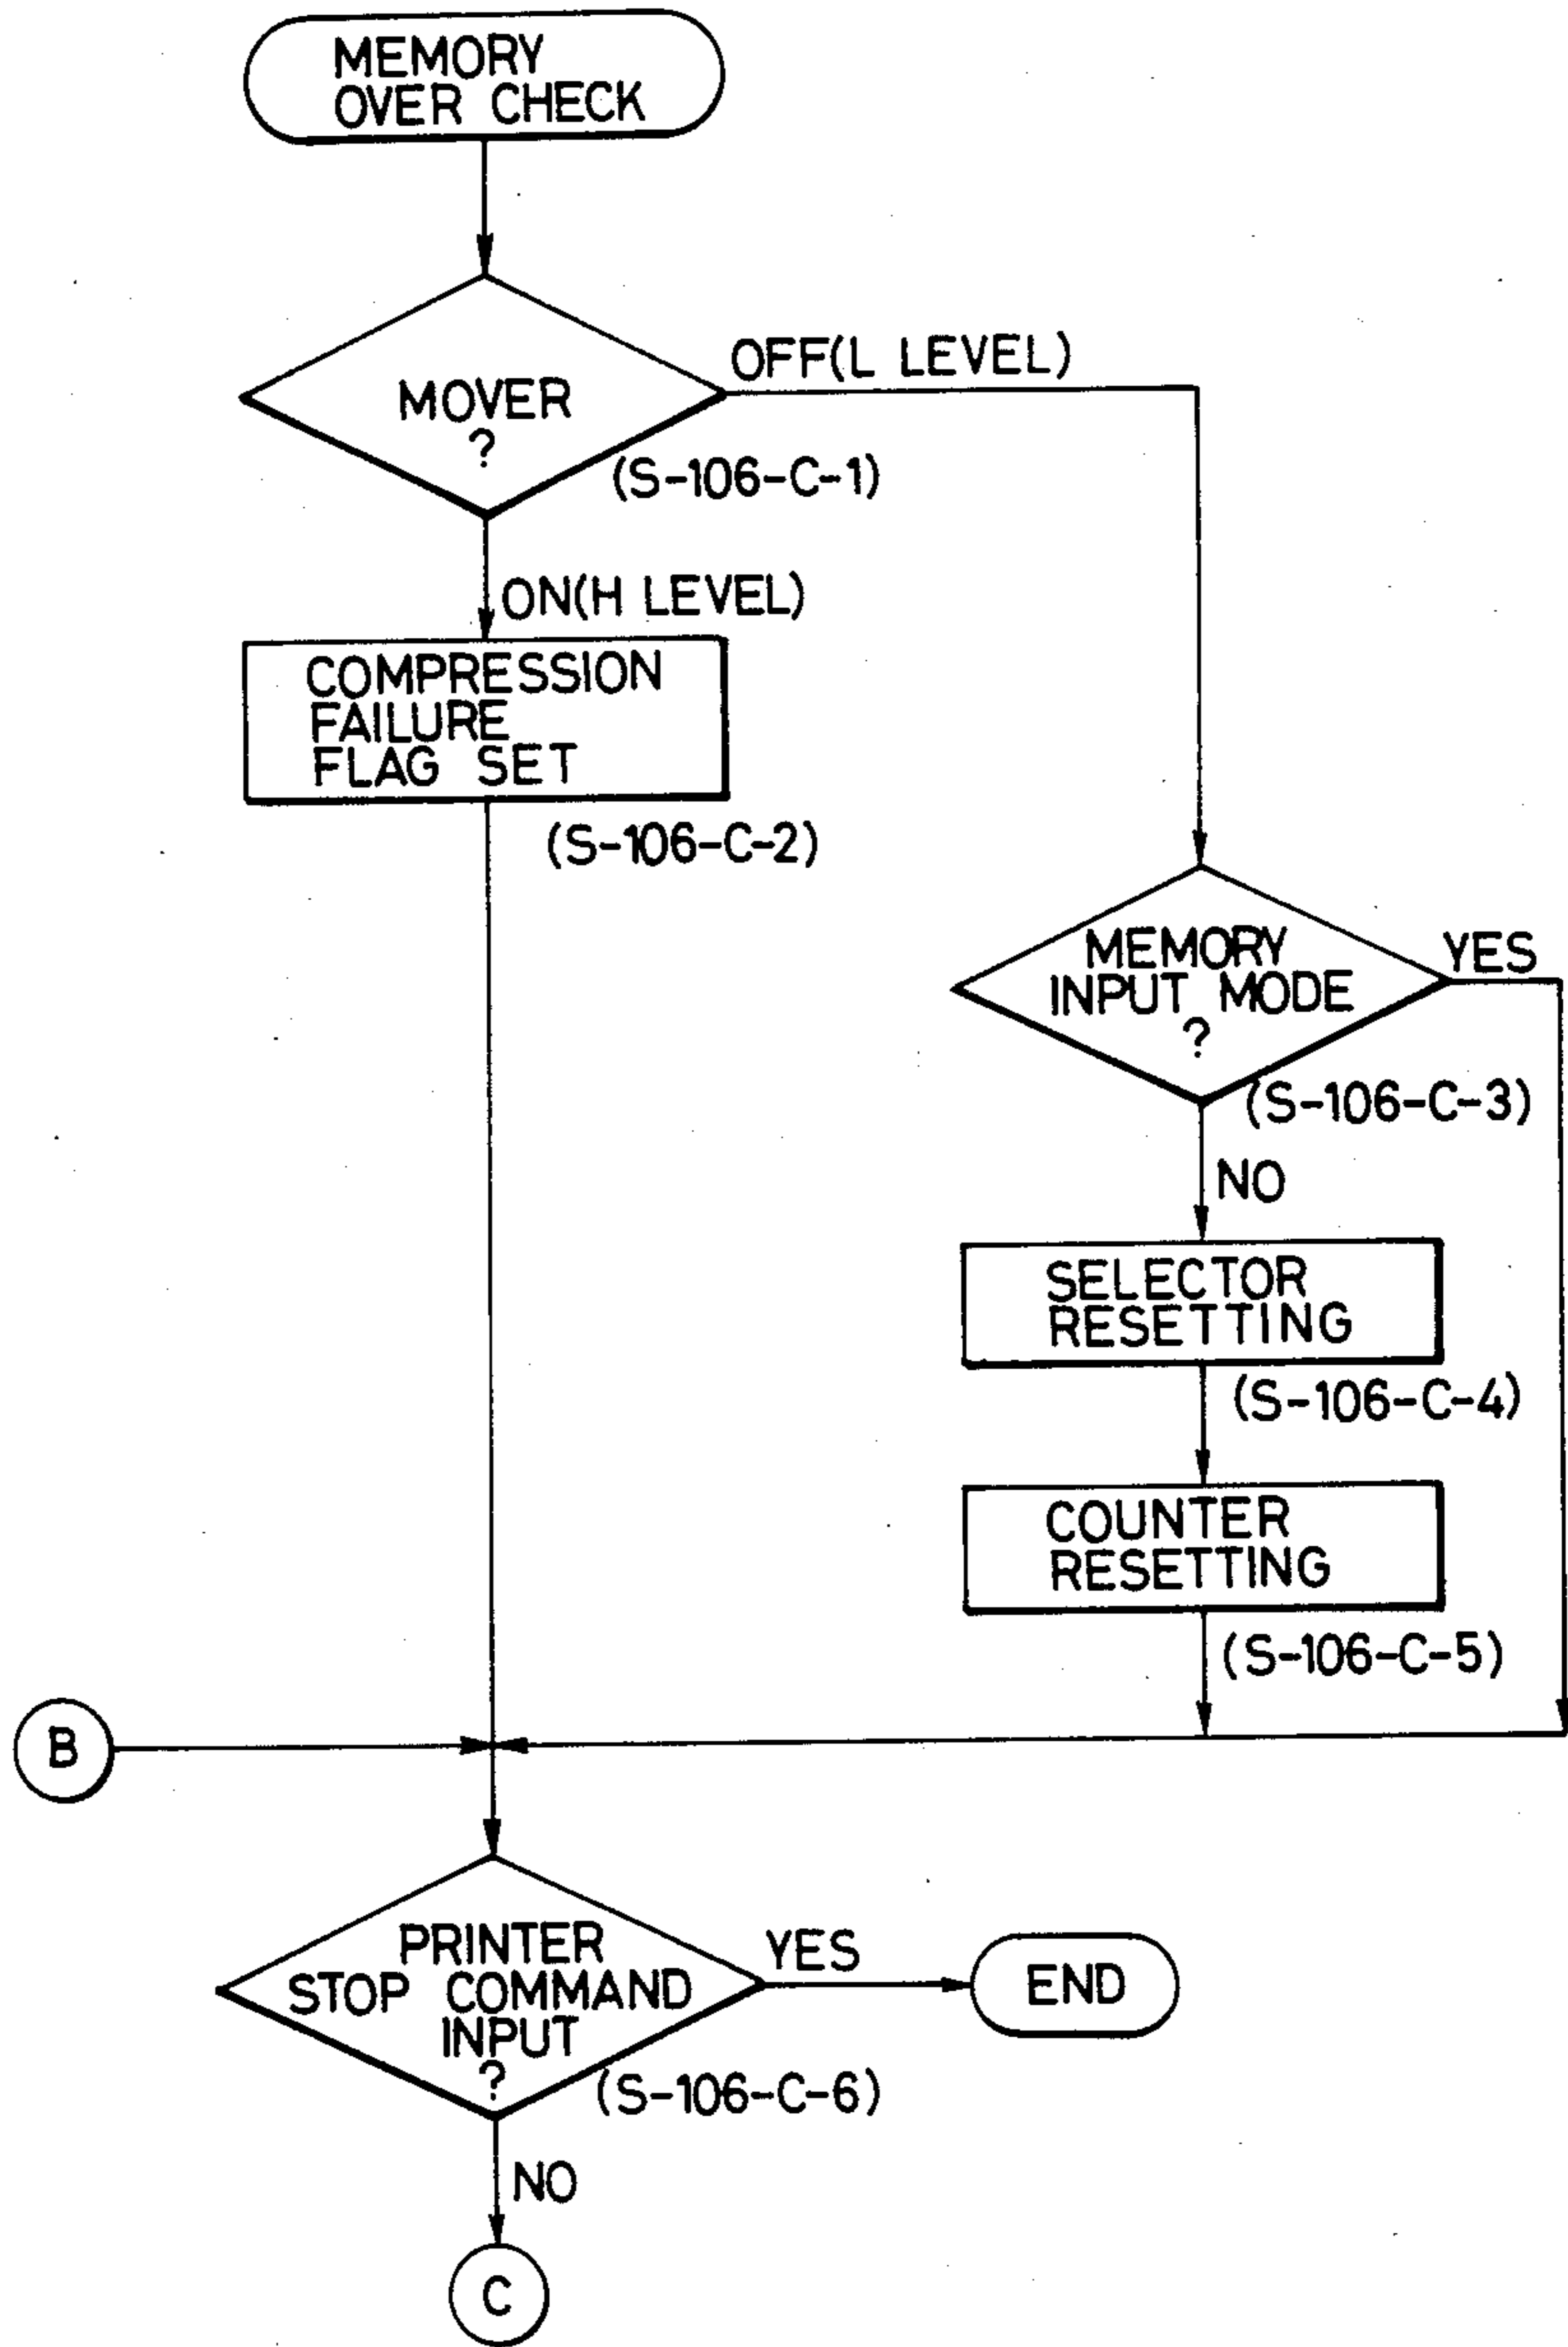 MEMORY
OVER CHECK
OFF(L LEVEL)
MOVER
?
(S-106-C-1)
ON(H LEVEL)
COMPRESSION
FAILURE
FLAG SET
(S-106-C-2)
MEMORY
INPUT MODE
?
YES
(S-106-C-3)
NO
SELECTOR
RESETTING
(S-106-C-4)
COUNTER
RESETTING
(S-106-C-5)
B
PRINTER
STOP COMMAND
INPUT
?
YES
END
(S-106-C-6)
NO
C